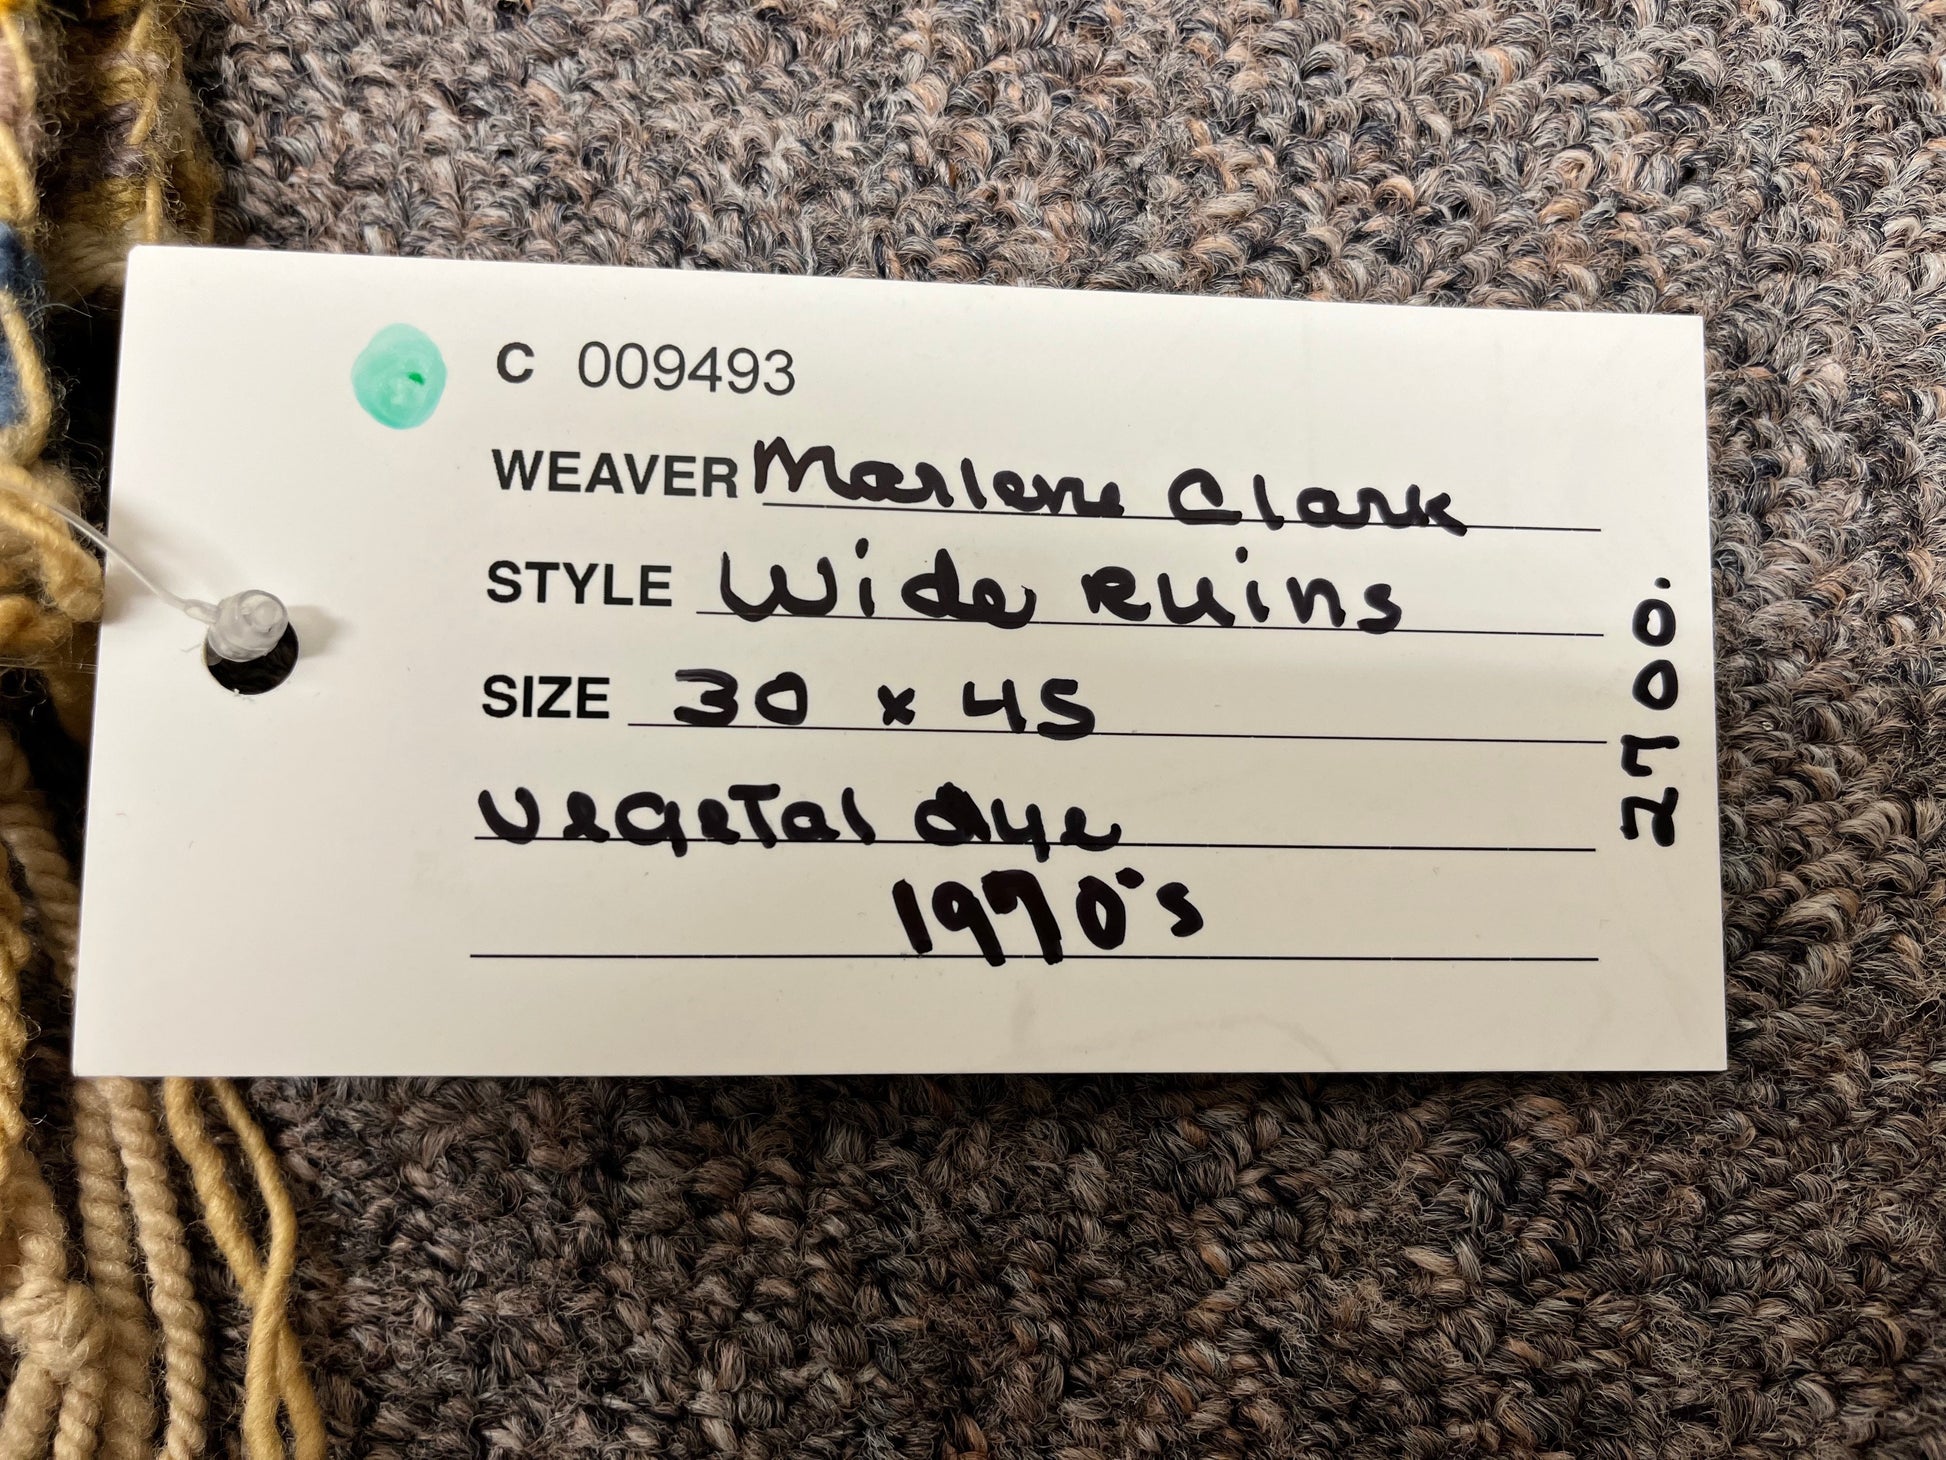 C 009493
WEAVER Marlene Clark
STYLE Wide Ruins
SIZE 30 x 45
Vegetal dye
1970's
2700.